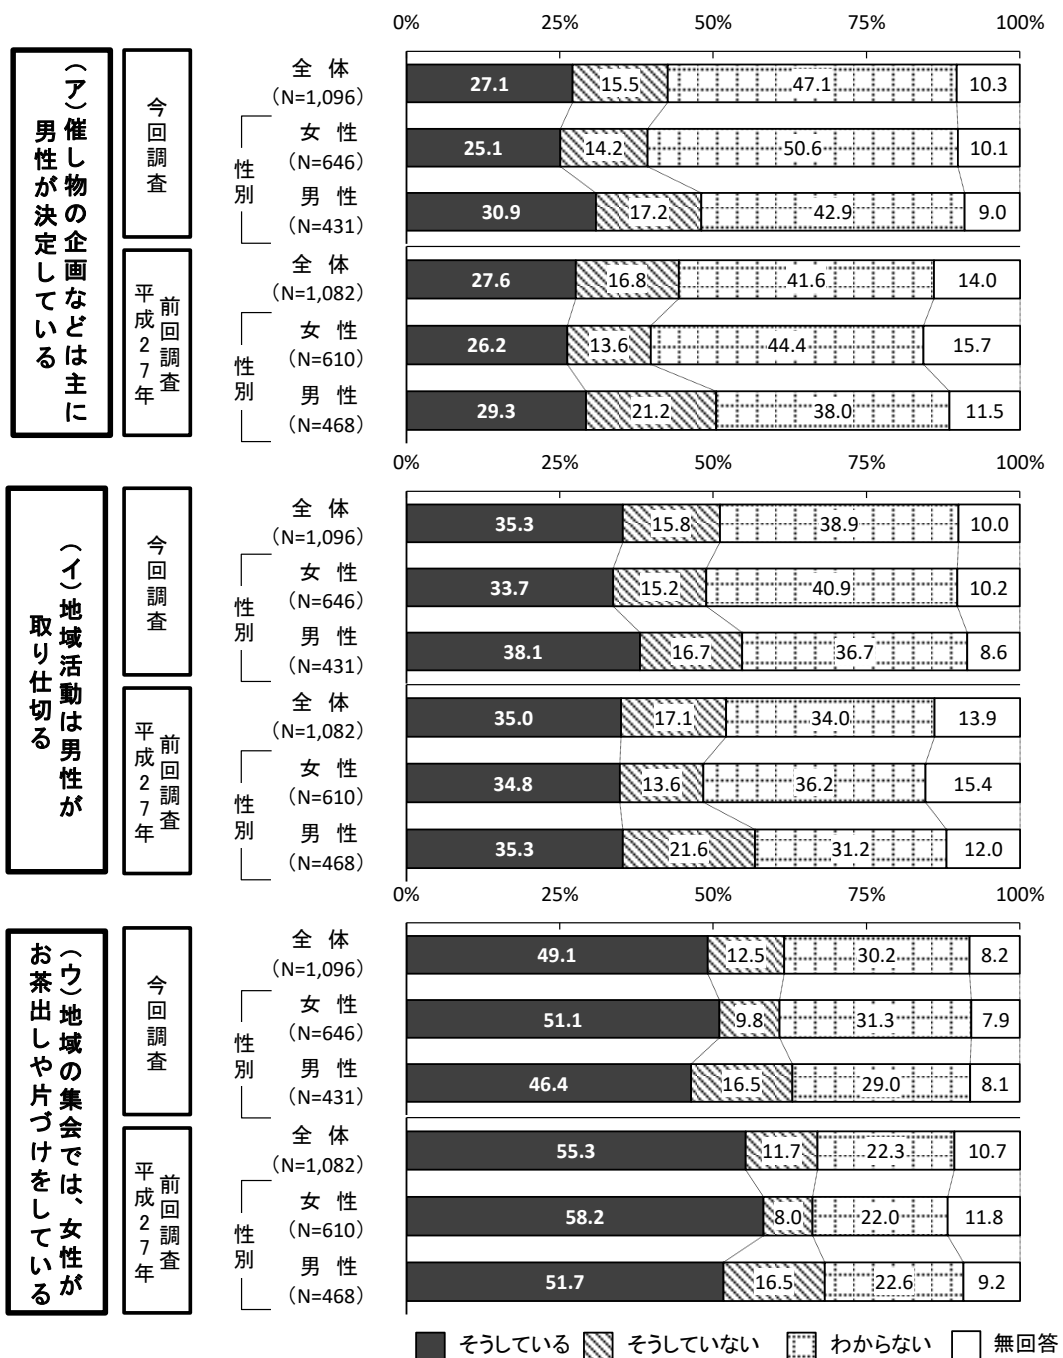 0% 25% 50% 75% 100%
（ア）催し物の企画などは主に
男性が決定している
今回調査
全 体
（N=1,096）
27.1 15.5 47.1 10.3
性別
女 性
（N=646）
25.1 14.2 50.6 10.1
男 性
（N=431）
30.9 17.2 42.9 9.0
前回調査
平成27年
全 体
（N=1,082）
27.6 16.8 41.6 14.0
性別
女 性
（N=610）
26.2 13.6 44.4 15.7
男 性
（N=468）
29.3 21.2 38.0 11.5
0% 25% 50% 75% 100%
（イ）地域活動は男性が
取り仕切る
今回調査
全 体
（N=1,096）
35.3 15.8 38.9 10.0
性別
女 性
（N=646）
33.7 15.2 40.9 10.2
男 性
（N=431）
38.1 16.7 36.7 8.6
前回調査
平成27年
全 体
（N=1,082）
35.0 17.1 34.0 13.9
性別
女 性
（N=610）
34.8 13.6 36.2 15.4
男 性
（N=468）
35.3 21.6 31.2 12.0
0% 25% 50% 75% 100%
（ウ）地域の集会では、女性が
お茶出しや片づけをしている
今回調査
全 体
（N=1,096）
49.1 12.5 30.2 8.2
性別
女 性
（N=646）
51.1 9.8 31.3 7.9
男 性
（N=431）
46.4 16.5 29.0 8.1
前回調査
平成27年
全 体
（N=1,082）
55.3 11.7 22.3 10.7
性別
女 性
（N=610）
58.2 8.0 22.0 11.8
男 性
（N=468）
51.7 16.5 22.6 9.2
そうしている そうしていない わからない 無回答